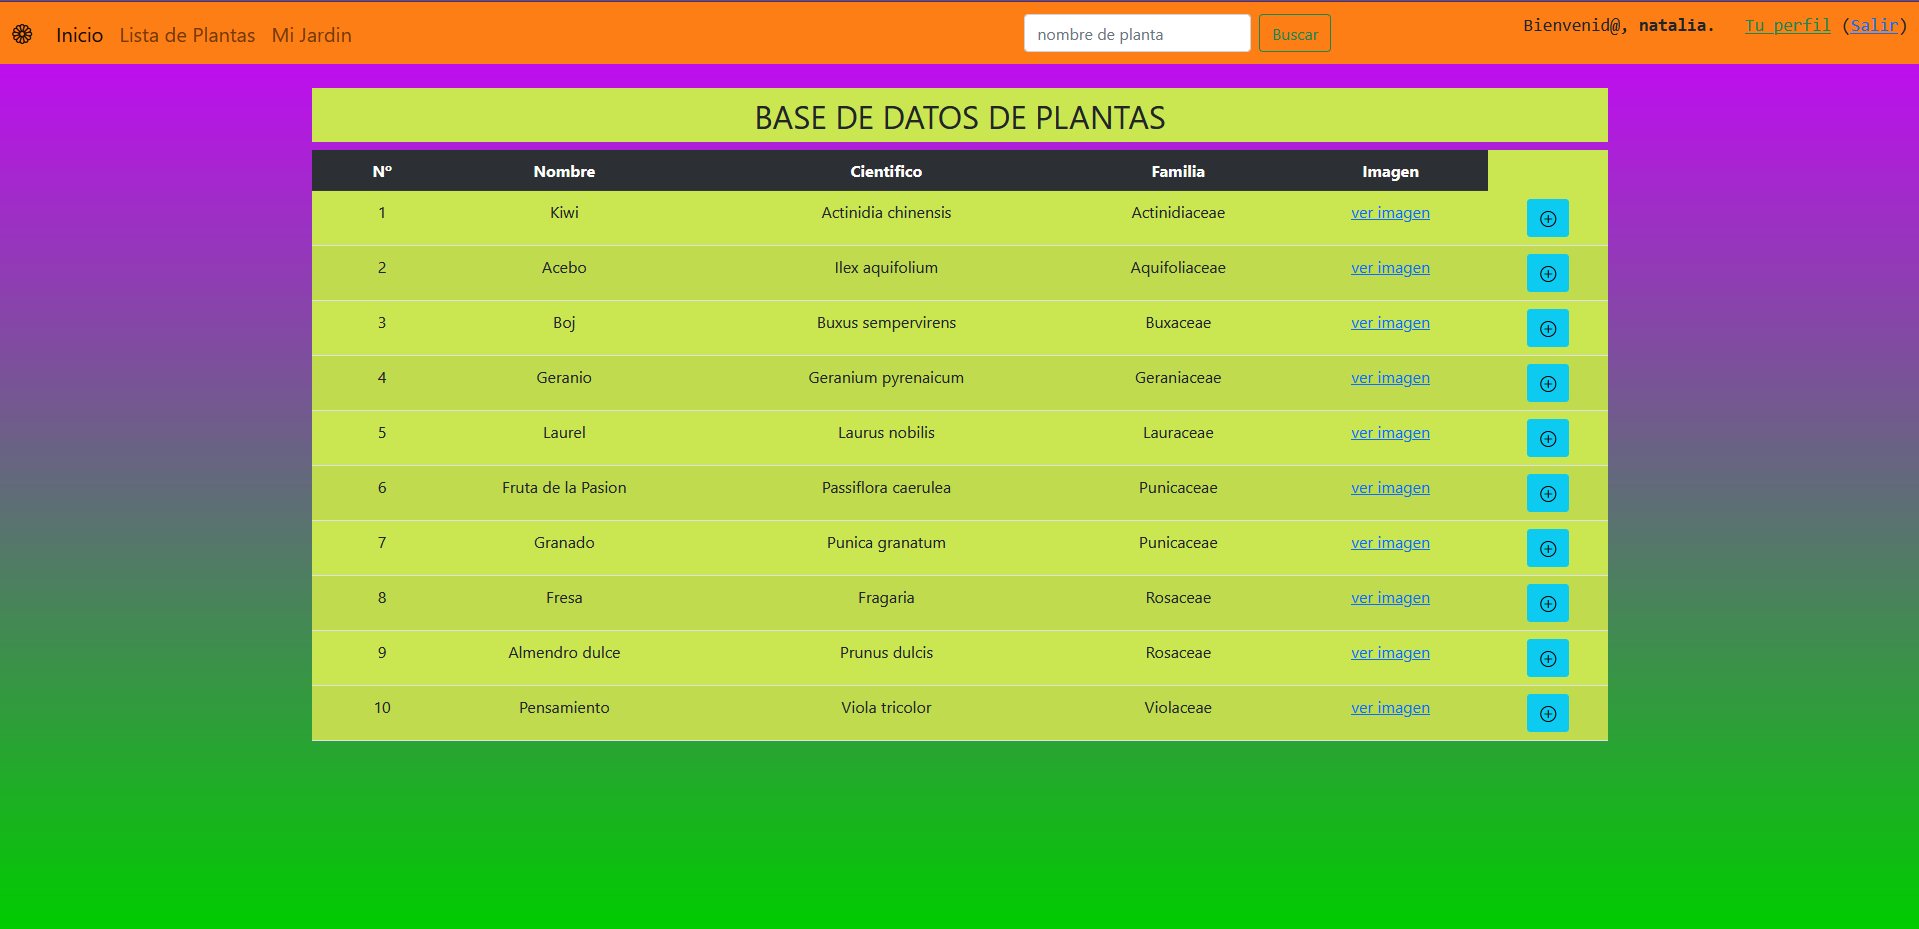 Inicio Lista de Plantas Mi Jardin nombre de planta Buscar Bienvenid@, natalia. Tu perfil (Salir)
BASE DE DATOS DE PLANTAS
Nº Nombre Cientifico Familia Imagen
1 Kiwi Actinidia chinensis Actinidiaceae ver imagen
2 Acebo Ilex aquifolium Aquifoliaceae ver imagen
3 Boj Buxus sempervirens Buxaceae ver imagen
4 Geranio Geranium pyrenaicum Geraniaceae ver imagen
5 Laurel Laurus nobilis Lauraceae ver imagen
6 Fruta de la Pasion Passiflora caerulea Punicaceae ver imagen
7 Granado Punica granatum Punicaceae ver imagen
8 Fresa Fragaria Rosaceae ver imagen
9 Almendro dulce Prunus dulcis Rosaceae ver imagen
10 Pensamiento Viola tricolor Violaceae ver imagen